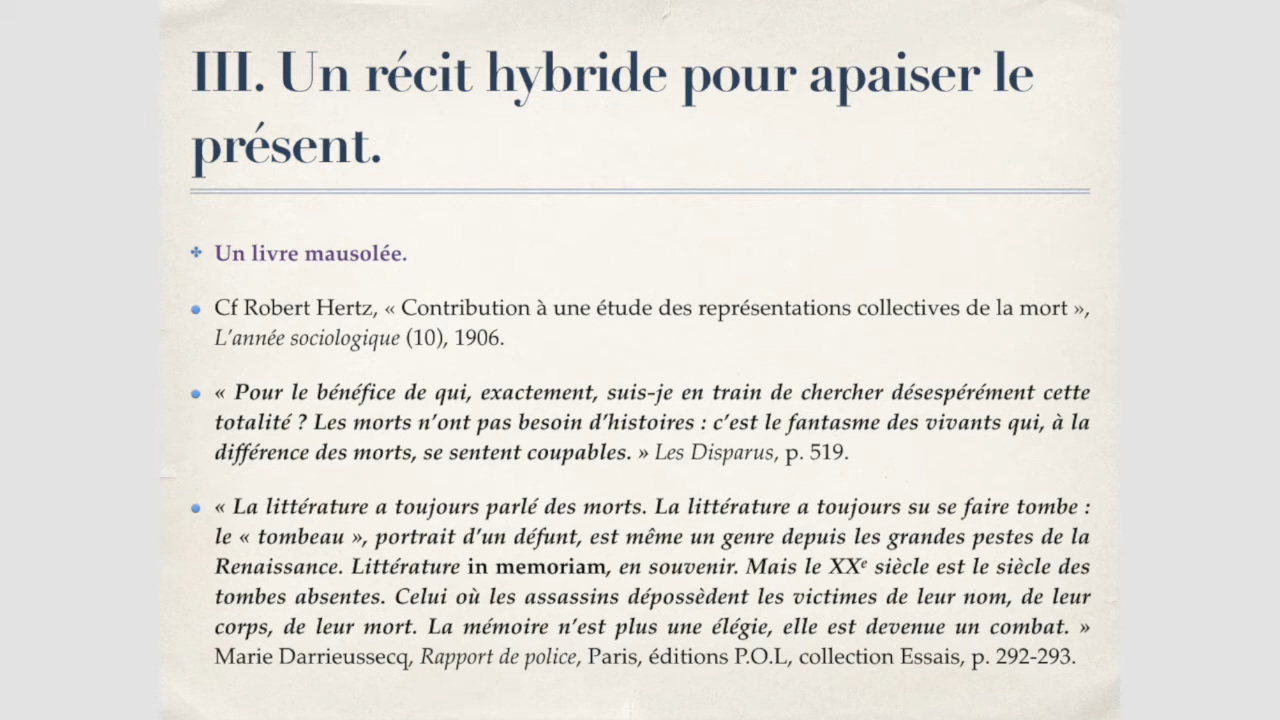 III. Un récit hybride pour apaiser le
présent.
Un livre mausolée.
Cf Robert Hertz, « Contribution à une étude des représentations collectives de la mort »,
L’année sociologique (10), 1906.
« Pour le bénéfice de qui, exactement, suis-je en train de chercher désespérément cette
totalité ? Les morts n’ont pas besoin d’histoires : c’est le fantasme des vivants qui, à la
différence des morts, se sentent coupables. » Les Disparus, p. 519.
« La littérature a toujours parlé des morts. La littérature a toujours su se faire tombe :
le « tombeau », portrait d’un défunt, est même un genre depuis les grandes pestes de la
Renaissance. Littérature in memoriam, en souvenir. Mais le XXᵉ siècle est le siècle des
tombes absentes. Celui où les assassins dépossèdent les victimes de leur nom, de leur
corps, de leur mort. La mémoire n’est plus une élégie, elle est devenue un combat. »
Marie Darrieussecq, Rapport de police, Paris, éditions P.O.L, collection Essais, p. 292-293.